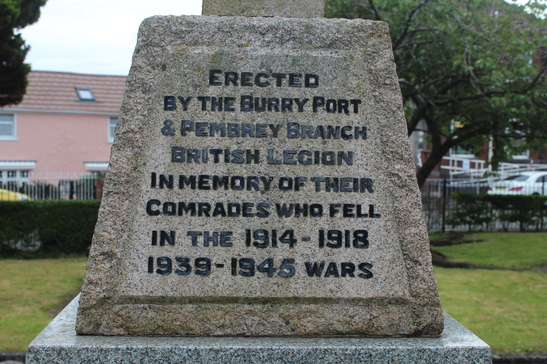 ERECTED
BY THE BURRY PORT
& PEMBREY BRANCH
BRITISH LEGION
IN MEMORY OF THEIR
COMRADES WHO FELL
IN THE 1914 - 1918
1939 - 1945 WARS